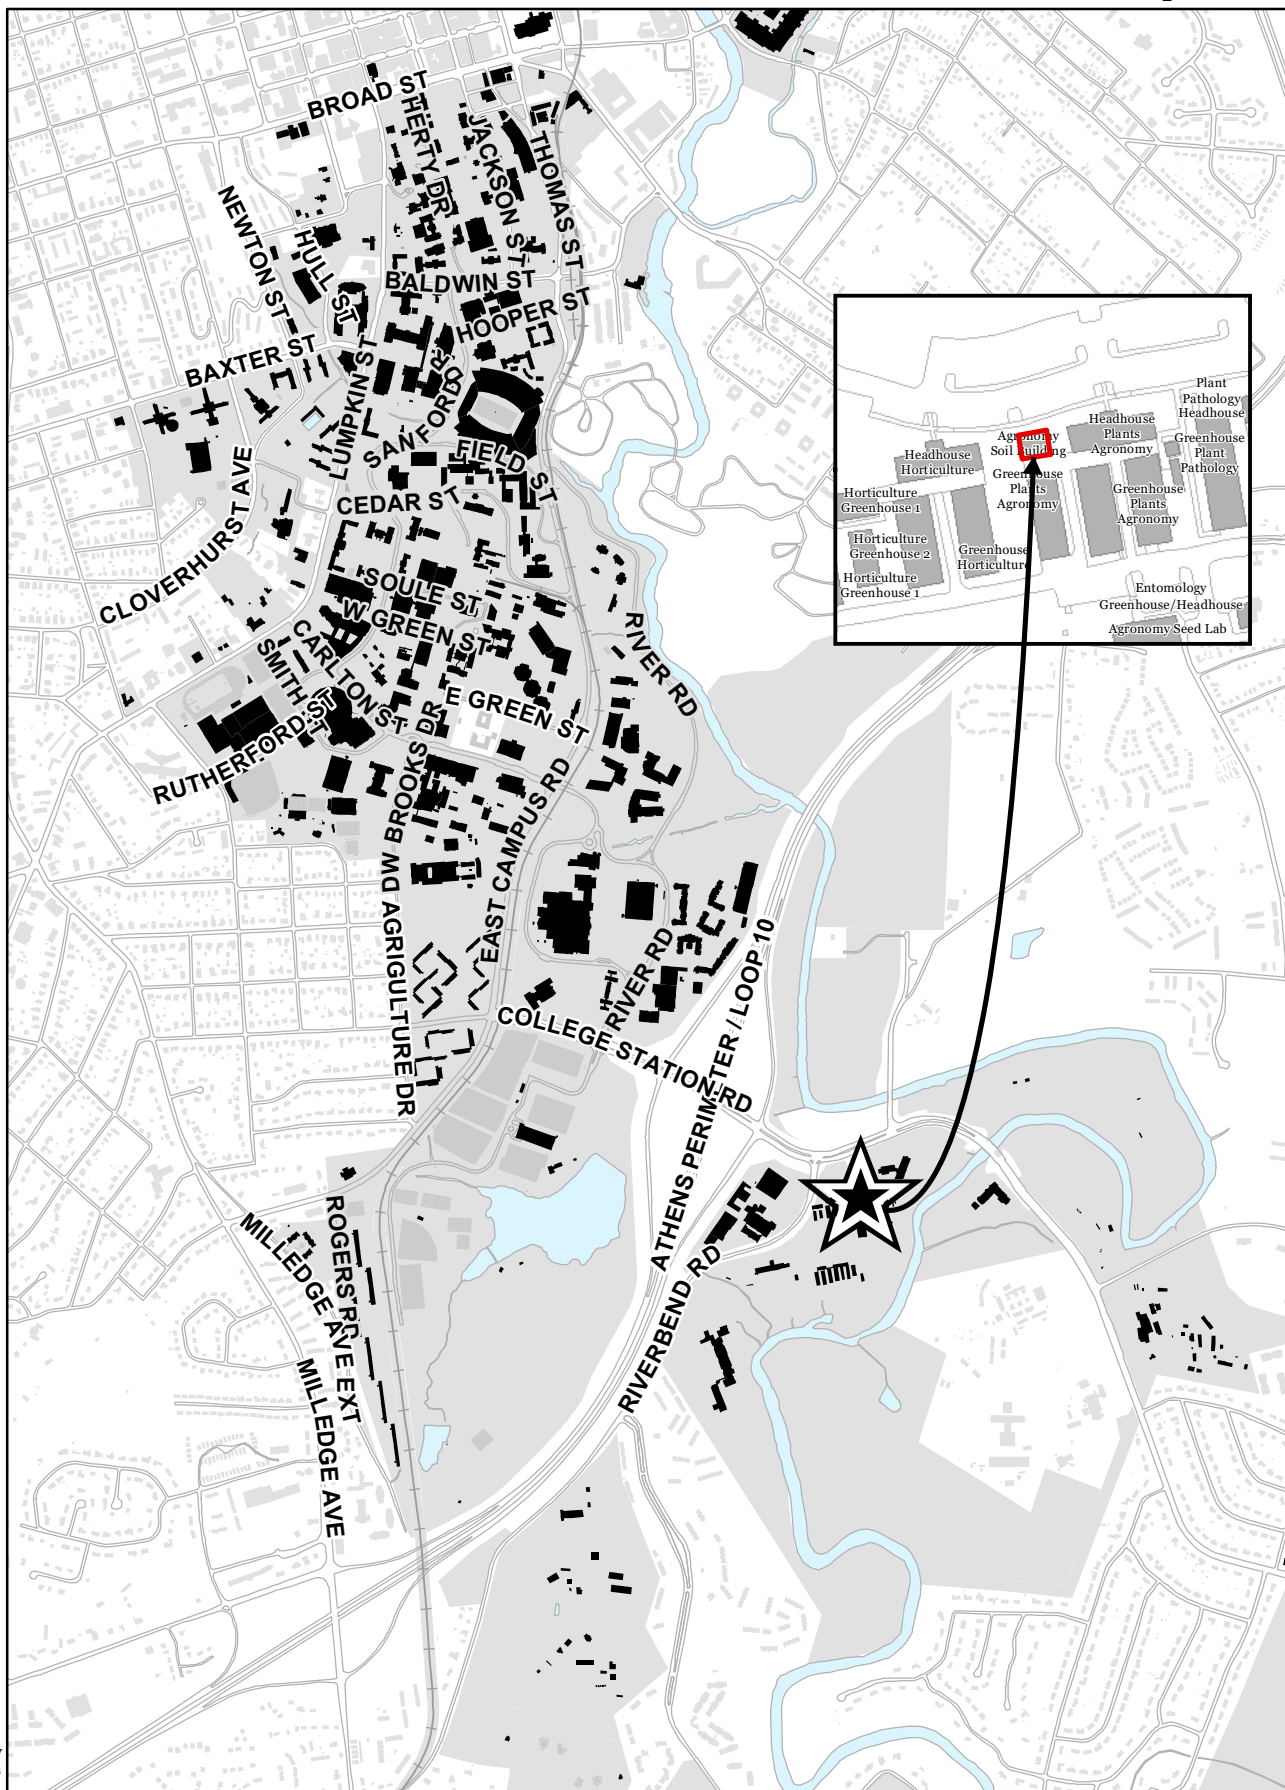 BROAD ST
HERTY DR
JACKSON ST
THOMAS ST
NEWTON ST
HULL ST
BALDWIN ST
HOOPER ST
BAXTER ST
LUMPKIN ST
SANFORD DR
FIELD ST
CEDAR ST
CLOVERHURST AVE
SOULE ST
W GREEN ST
CARLTON ST
SMITH ST
RIVER RD
E GREEN ST
RUTHERFORD ST
DW BROOKS DR
EAST CAMPUS RD
AGRIGULTURE DR
RIVER RD
COLLEGE STATION RD
ATHENS PERIMETER / LOOP 10
RIVERBEND RD
ROGERS RD
MILLEDGE AVE EXT
MILLEDGE AVE
Plant
Pathology
Headhouse
Headhouse
Plants
Agronomy
Agronomy
Soil Building
Greenhouse
Plant
Pathology
Headhouse
Horticulture
Greenhouse
Plants
Agronomy
Greenhouse
Plants
Agronomy
Horticulture
Greenhouse 1
Horticulture
Greenhouse 2
Greenhouse
Horticulture
Horticulture
Greenhouse 1
Entomology
Greenhouse/Headhouse
Agronomy Seed Lab